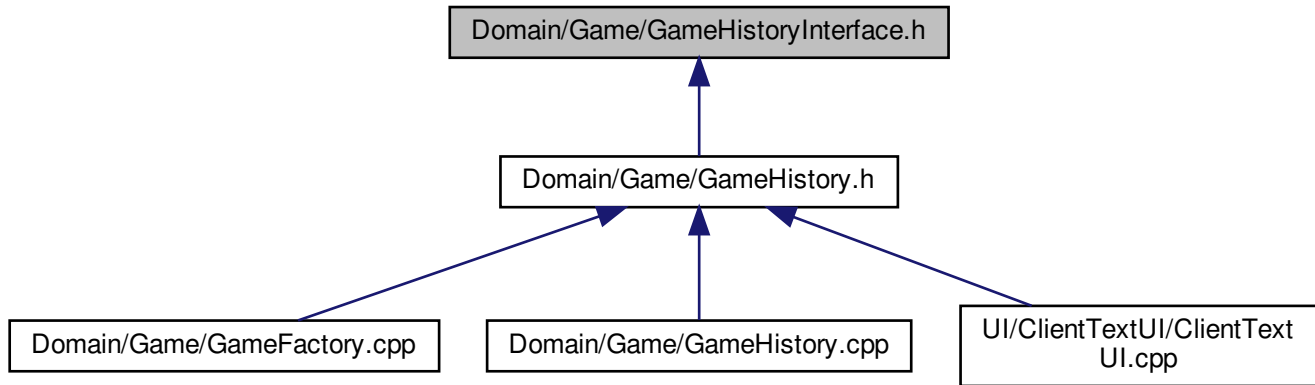 Domain/Game/GameHistoryInterface.h
Domain/Game/GameHistory.h
Domain/Game/GameFactory.cpp
Domain/Game/GameHistory.cpp
UI/ClientTextUI/ClientText
UI.cpp